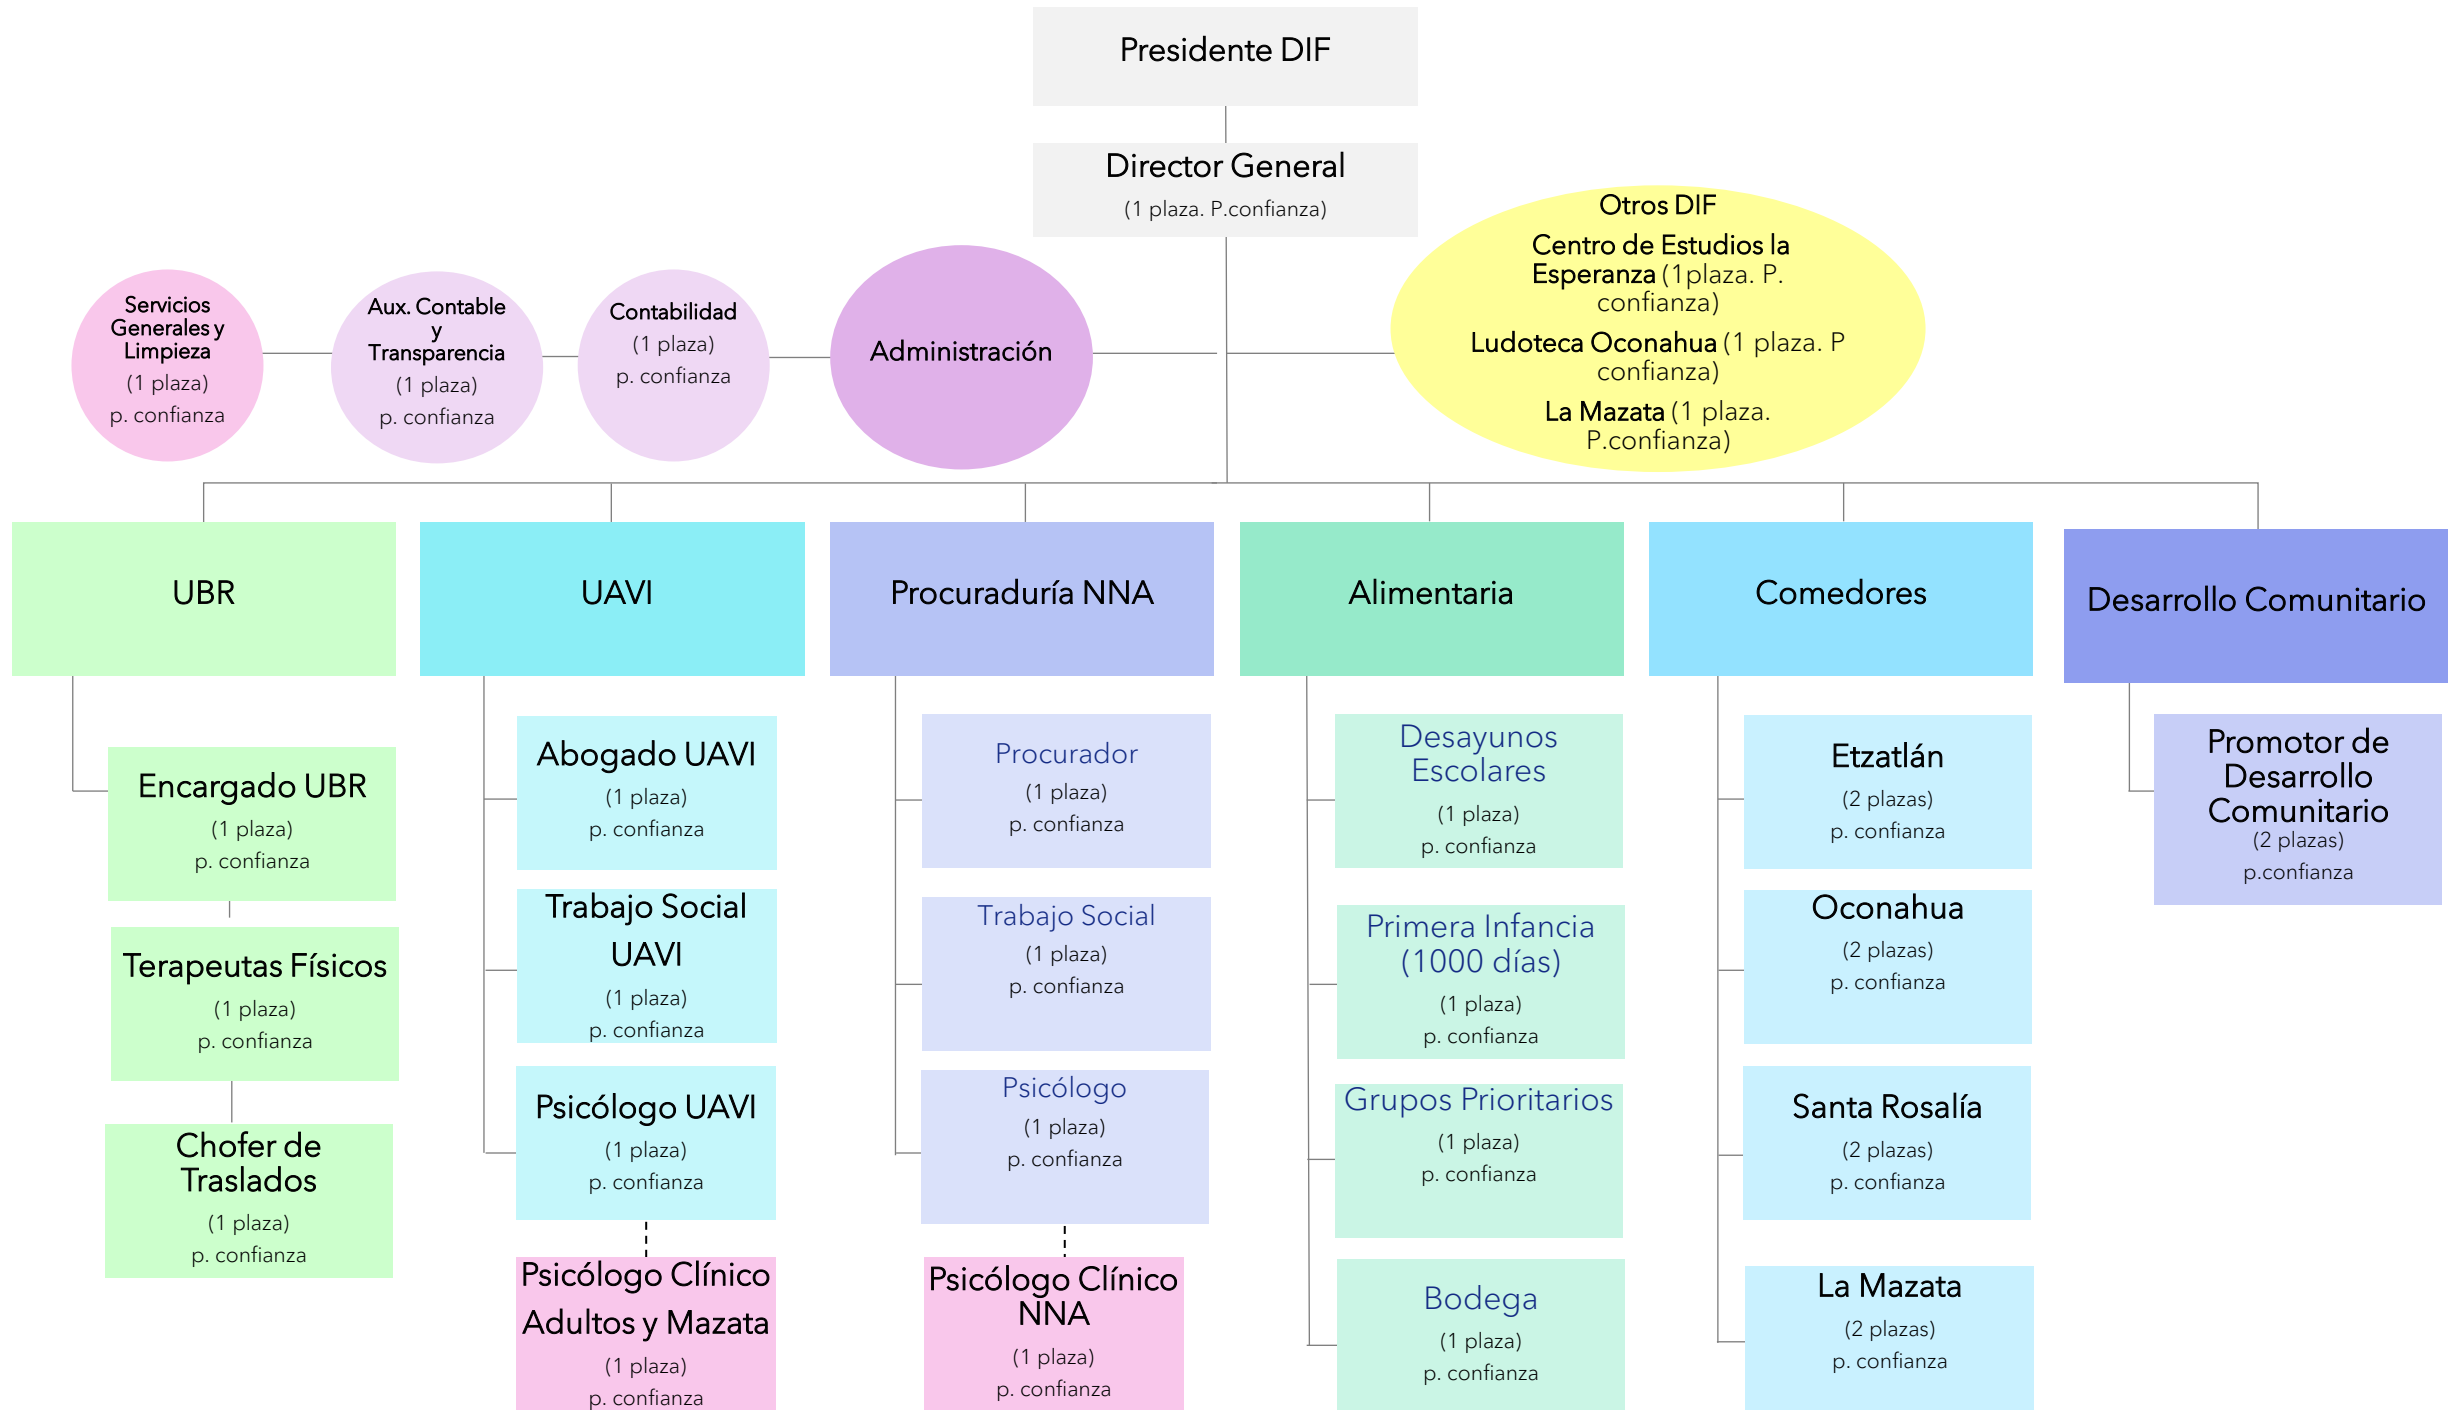 Presidente DIF
Director General
(1 plaza. P.confianza)
Otros DIF
Centro de Estudios la
Esperanza (1plaza. P.
confianza)
Ludoteca Oconahua (1 plaza. P
confianza)
La Mazata (1 plaza.
P.confianza)
Servicios
Generales y
Limpieza
(1 plaza)
p. confianza
Aux. Contable
y
Transparencia
(1 plaza)
p. confianza
Contabilidad
(1 plaza)
p. confianza
Administración
UBR
UAVI
Procuraduría NNA
Alimentaria
Comedores
Desarrollo Comunitario
Encargado UBR
(1 plaza)
p. confianza
Terapeutas Físicos
(1 plaza)
p. confianza
Chofer de
Traslados
(1 plaza)
p. confianza
Abogado UAVI
(1 plaza)
p. confianza
Trabajo Social
UAVI
(1 plaza)
p. confianza
Psicólogo UAVI
(1 plaza)
p. confianza
Psicólogo Clínico
Adultos y Mazata
(1 plaza)
p. confianza
Procurador
(1 plaza)
p. confianza
Trabajo Social
(1 plaza)
p. confianza
Psicólogo
(1 plaza)
p. confianza
Psicólogo Clínico
NNA
(1 plaza)
p. confianza
Desayunos
Escolares
(1 plaza)
p. confianza
Primera Infancia
(1000 días)
(1 plaza)
p. confianza
Grupos Prioritarios
(1 plaza)
p. confianza
Bodega
(1 plaza)
p. confianza
Etzatlán
(2 plazas)
p. confianza
Oconahua
(2 plazas)
p. confianza
Santa Rosalía
(2 plazas)
p. confianza
La Mazata
(2 plazas)
p. confianza
Promotor de
Desarrollo
Comunitario
(2 plazas)
p.confianza